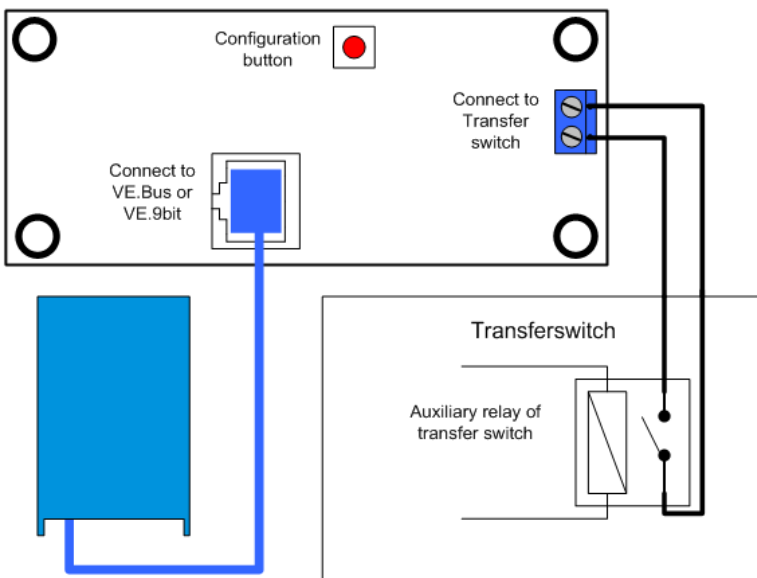 Configuration
button
Connect to
Transfer
switch
Connect to
VE.Bus or
VE.9bit
Transferswitch
Auxiliary relay of
transfer switch